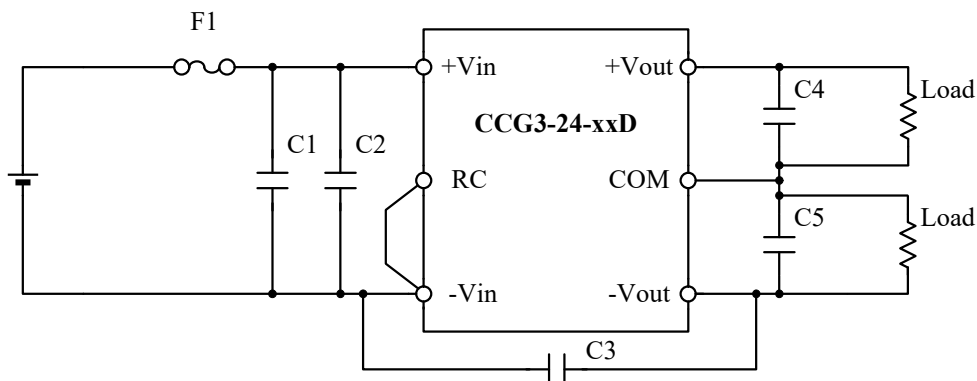 F1
+Vin
+Vout
C4
Load
CCG3-24-xxD
C1
C2
RC
COM
C5
Load
-Vin
-Vout
C3